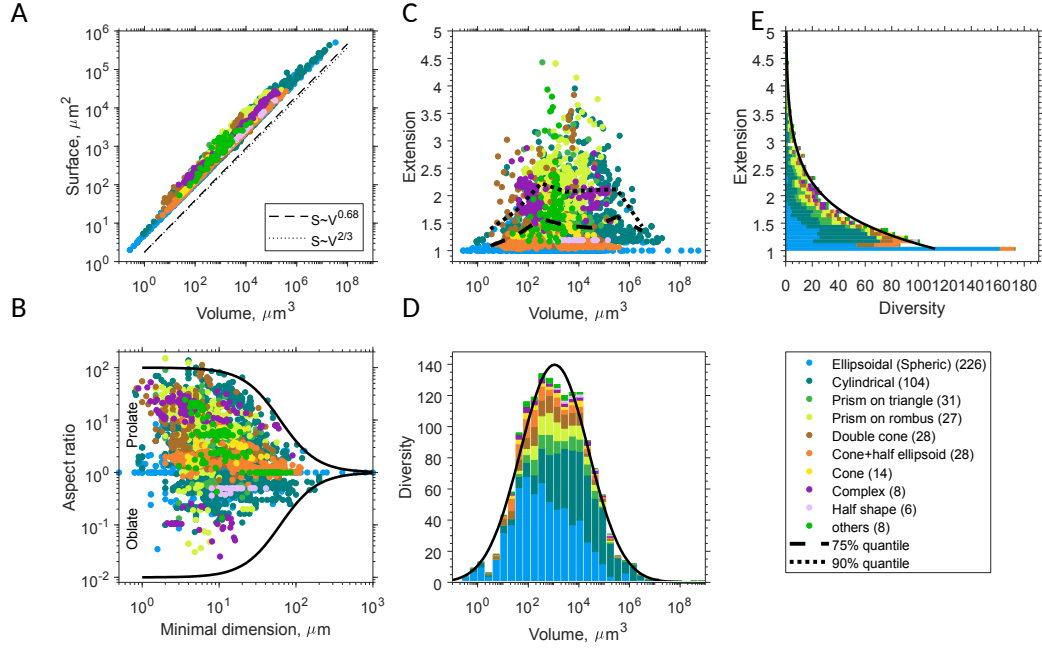 A
10^6
10^5
10^4
10^3
10^2
10^1
10^0
Surface, μm^2
S~V^0.68
S~V^2/3
10^0
10^2
10^4
10^6
10^8
Volume, μm^3
C
5
4.5
4
3.5
3
2.5
2
1.5
1
Extension
10^0
10^2
10^4
10^6
10^8
Volume, μm^3
E
5
4.5
4
3.5
3
2.5
2
1.5
1
Extension
0
20
40
60
80
100
120
140
160
180
Diversity
B
10^2
10^1
10^0
10^-1
10^-2
Aspect ratio
Prolate
Oblate
10^0
10^1
10^2
10^3
Minimal dimension, μm
D
140
120
100
80
60
40
20
0
Diversity
10^0
10^2
10^4
10^6
10^8
Volume, μm^3
Ellipsoidal (Spheric) (226)
Cylindrical (104)
Prism on triangle (31)
Prism on rombus (27)
Double cone (28)
Cone+half ellipsoid (28)
Cone (14)
Complex (8)
Half shape (6)
others (8)
75% quantile
90% quantile